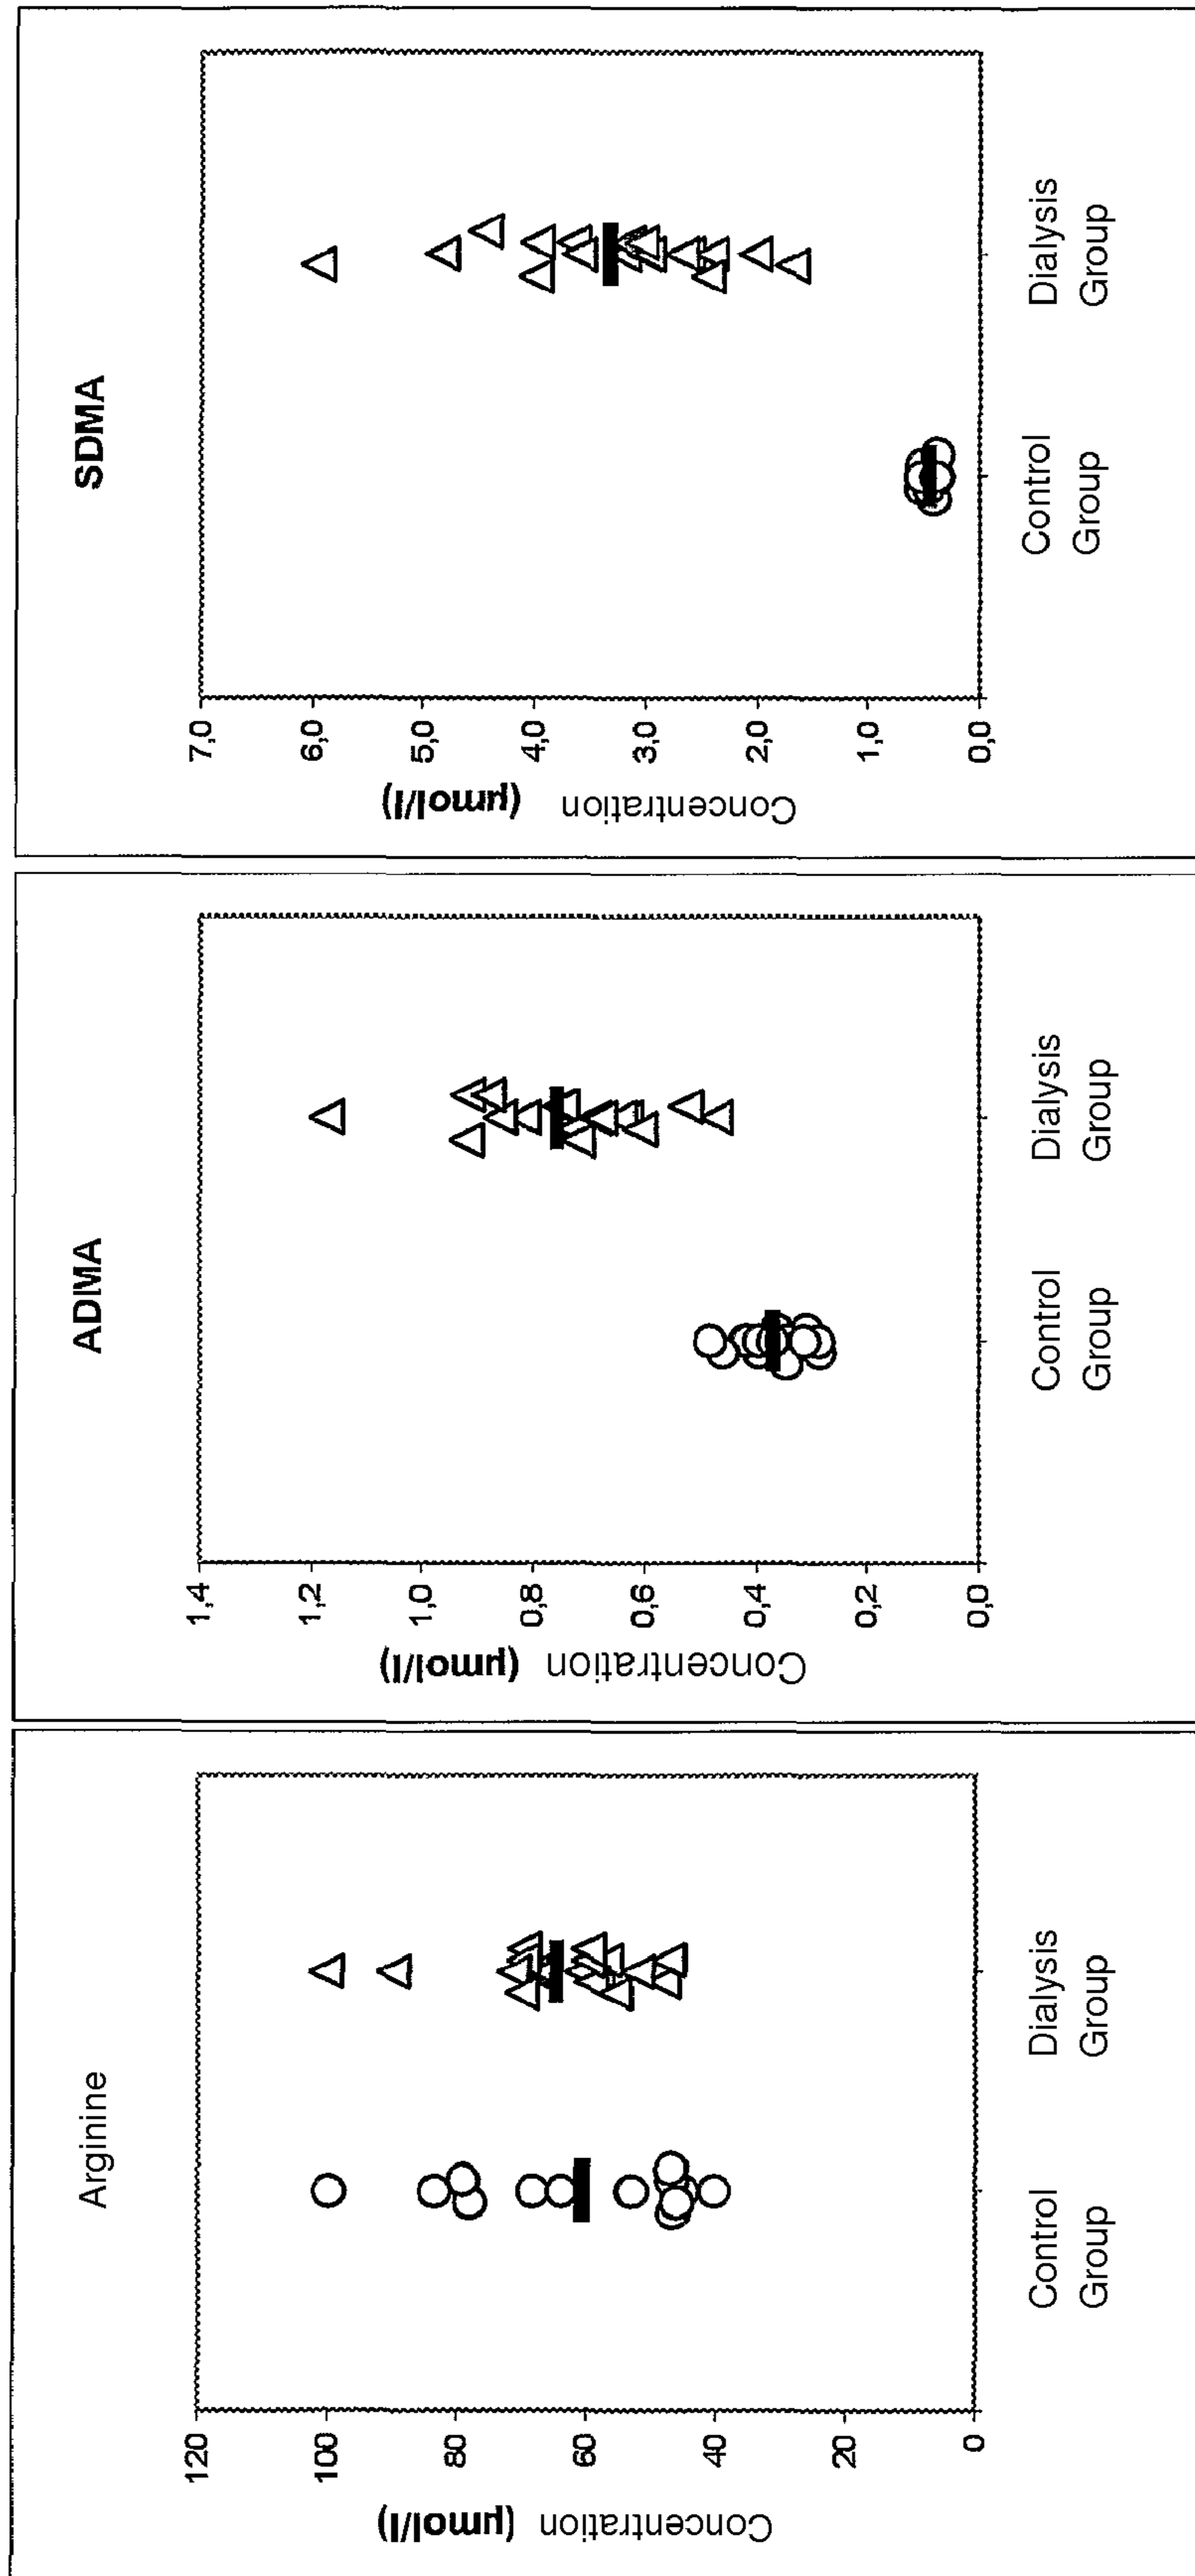 Arginine
Concentration (µmol/l)
120
100
80
60
40
20
0
Control
Group
Dialysis
Group
ADMA
Concentration (µmol/l)
1,4
1,2
1,0
0,8
0,6
0,4
0,2
0,0
Control
Group
Dialysis
Group
SDMA
Concentration (µmol/l)
7,0
6,0
5,0
4,0
3,0
2,0
1,0
0,0
Control
Group
Dialysis
Group